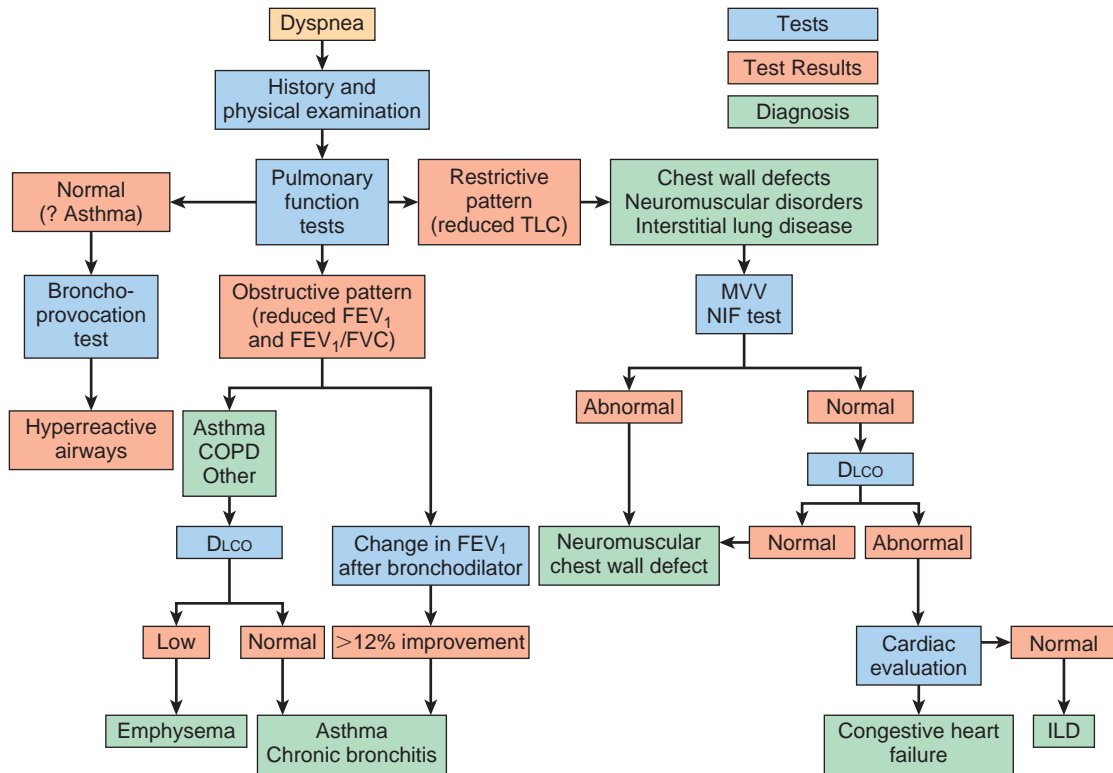 Dyspnea
Tests
Test Results
Diagnosis
History and
physical examination
Normal
(? Asthma)
Pulmonary
function
tests
Restrictive
pattern
(reduced TLC)
Chest wall defects
Neuromuscular disorders
Interstitial lung disease
Broncho-
provocation
test
Obstructive pattern
(reduced FEV₁
and FEV₁/FVC)
MVV
NIF test
Hyperreactive
airways
Asthma
COPD
Other
Abnormal
Normal
DLCO
DLCO
Change in FEV₁
after bronchodilator
Neuromuscular
chest wall defect
Normal
Abnormal
Low
Normal
>12% improvement
Cardiac
evaluation
Normal
Emphysema
Asthma
Chronic bronchitis
Congestive heart
failure
ILD